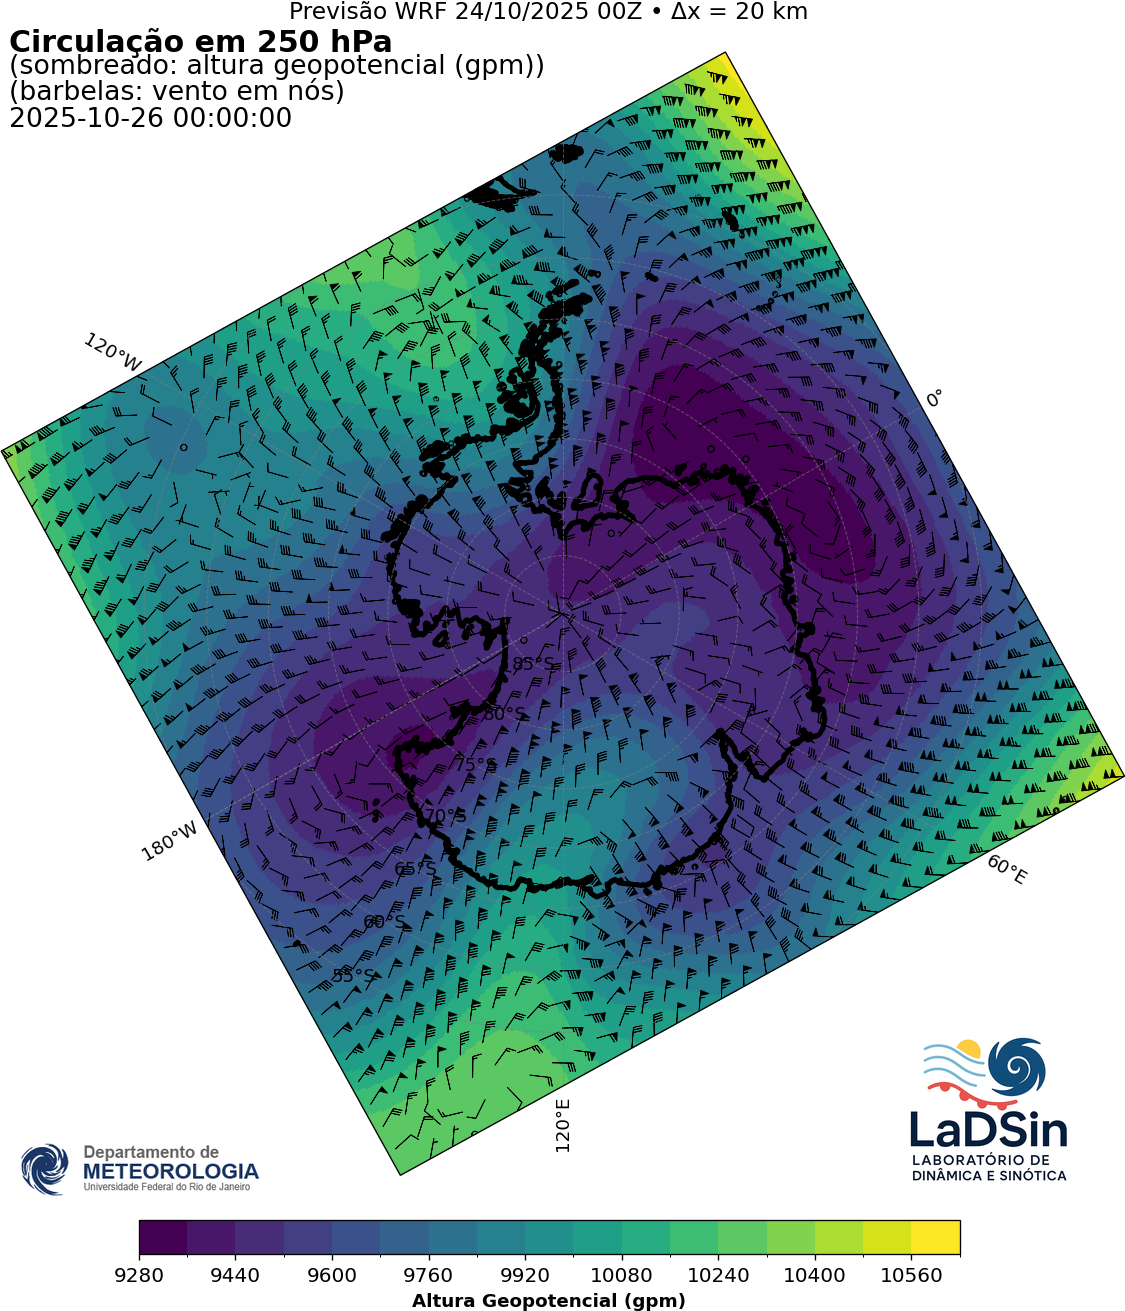 Previsão WRF 24/10/2025 00Z • Δx = 20 km
Circulação em 250 hPa
(sombreado: altura geopotencial (gpm))
(barbelas: vento em nós)
2025-10-26 00:00:00
120°W
0°
85°S
80°S
75°S
70°S
180°W
65°S
60°E
60°S
55°S
120°E
LaDSin
LABORATÓRIO DE
DINÂMICA E SINÓTICA
Departamento de
METEOROLOGIA
Universidade Federal do Rio de Janeiro
9280 9440 9600 9760 9920 10080 10240 10400 10560
Altura Geopotencial (gpm)